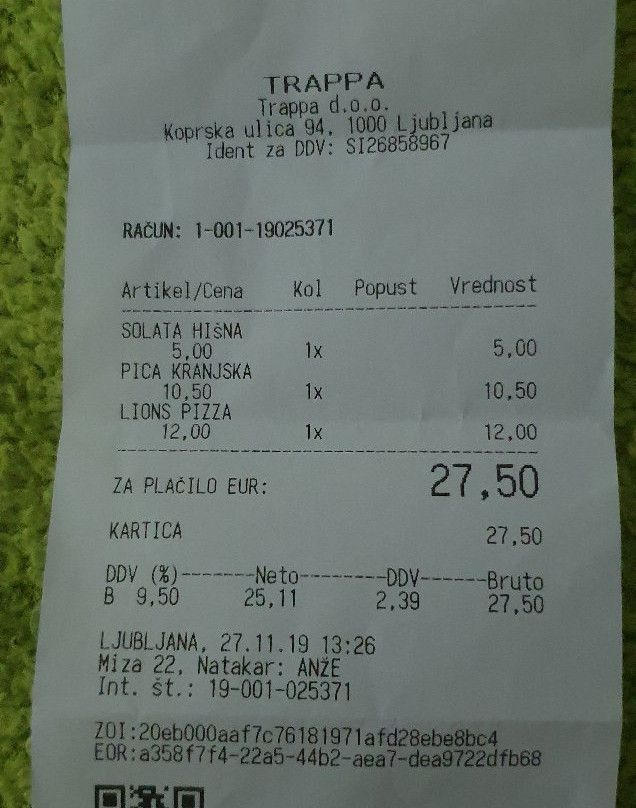 TRAPPA
Trappa d.o.o.
Koprska ulica 94, 1000 Ljubljana
Ident za DDV: SI26858967
RAČUN: 1-001-19025371
Artikel/Cena Kol Popust Vrednost
SOLATA HIšNA
5,00 1x 5,00
PICA KRANJSKA
10,50 1x 10,50
LIONS PIZZA
12,00 1x 12,00
ZA PLAČILO EUR: 27,50
KARTICA 27,50
DDV (%)-------Neto--------DDV------Bruto
B 9,50 25,11 2,39 27,50
LJUBLJANA, 27.11.19 13:26
Miza 22, Natakar: ANŽE
Int. št.: 19-001-025371
ZOI:20eb000aaf7c76181971afd28ebe8bc4
EOR:a358f7f4-22a5-44b2-aea7-dea9722dfb68